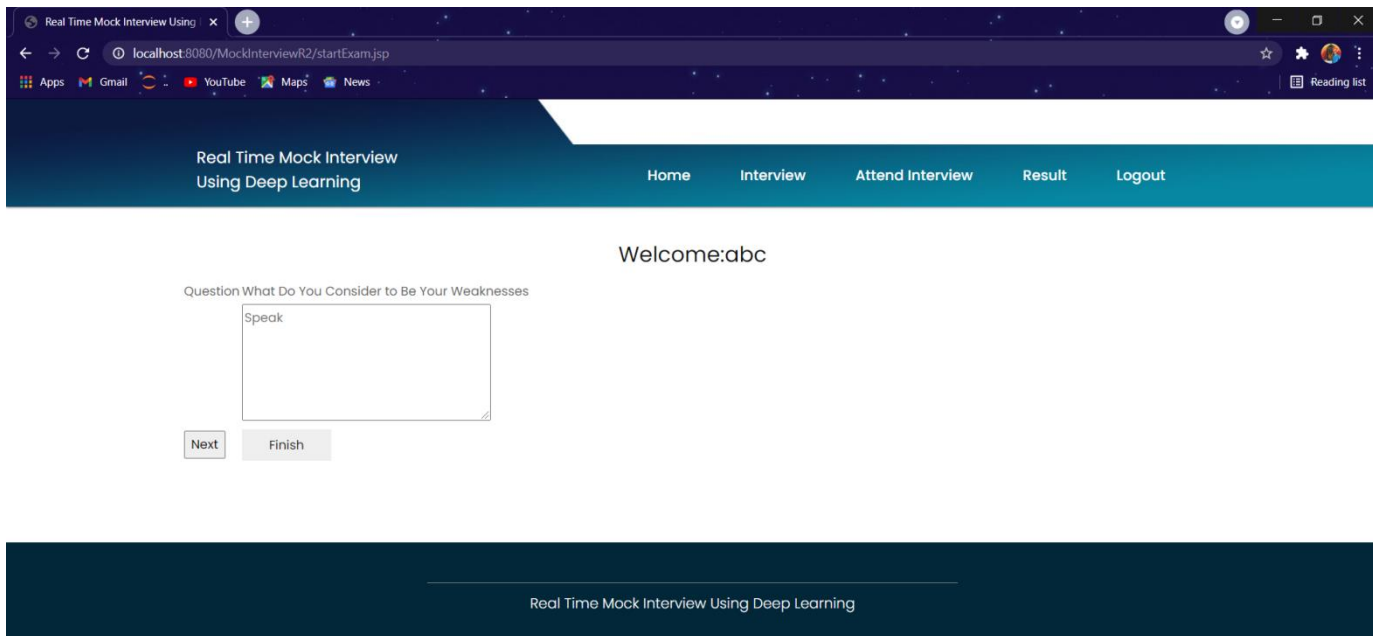 Real Time Mock Interview Using
localhost:8080/MockInterviewR2/startExam.jsp
Apps Gmail YouTube Maps News Reading list
Real Time Mock Interview
Using Deep Learning
Home Interview Attend Interview Result Logout
Welcome:abc
Question What Do You Consider to Be Your Weaknesses
Speak
Next Finish
Real Time Mock Interview Using Deep Learning